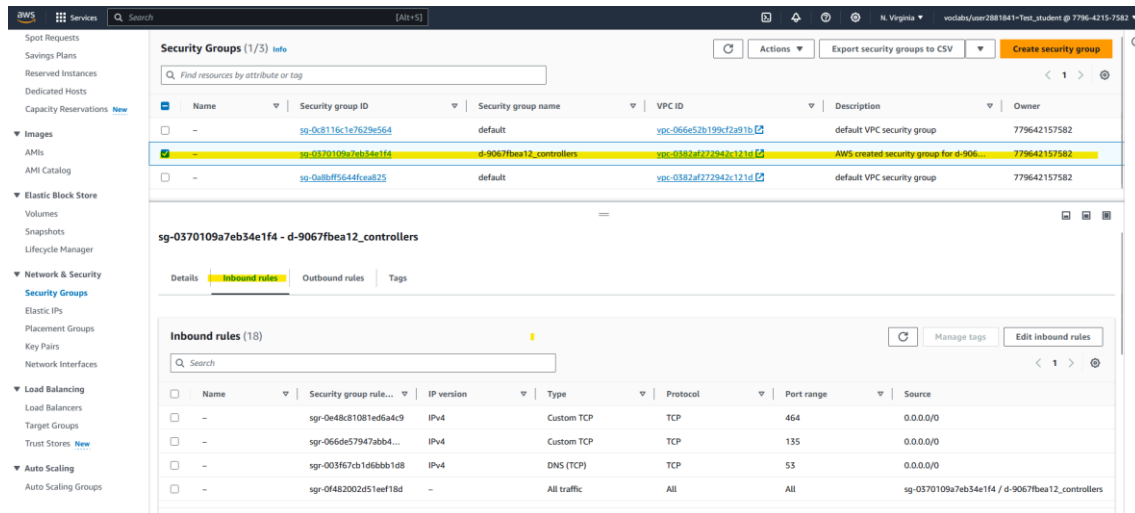 aws Services Search [Alt+S] N. Virginia ▼ voclabs/user2881841=Test_student @ 7796-4215-7582
Spot Requests
Savings Plans
Reserved Instances
Dedicated Hosts
Capacity Reservations New
▼ Images
AMIs
AMI Catalog
▼ Elastic Block Store
Volumes
Snapshots
Lifecycle Manager
▼ Network & Security
Security Groups
Elastic IPs
Placement Groups
Key Pairs
Network Interfaces
▼ Load Balancing
Load Balancers
Target Groups
Trust Stores New
▼ Auto Scaling
Auto Scaling Groups
Security Groups (1/3) Info Actions ▼ Export security groups to CSV ▼ Create security group
Find resources by attribute or tag < 1 >
Name Security group ID Security group name VPC ID Description Owner
– sg-0c8116c1e7629e564 default vpc-066e52b199cf2a91b default VPC security group 779642157582
– sg-0370109a7eb34e1f4 d-9067fbea12_controllers vpc-0382af272942c121d AWS created security group for d-906... 779642157582
– sg-0a8bff5644fcea825 default vpc-0382af272942c121d default VPC security group 779642157582
sg-0370109a7eb34e1f4 - d-9067fbea12_controllers
Details Inbound rules Outbound rules Tags
Inbound rules (18) Manage tags Edit inbound rules
Search < 1 >
Name Security group rule... IP version Type Protocol Port range Source
– sgr-0e48c81081ed6a4c9 IPv4 Custom TCP TCP 464 0.0.0.0/0
– sgr-066de57947abb4... IPv4 Custom TCP TCP 135 0.0.0.0/0
– sgr-003f67cb1d6bbb1d8 IPv4 DNS (TCP) TCP 53 0.0.0.0/0
– sgr-0f482002d51eef18d – All traffic All All sg-0370109a7eb34e1f4 / d-9067fbea12_controllers